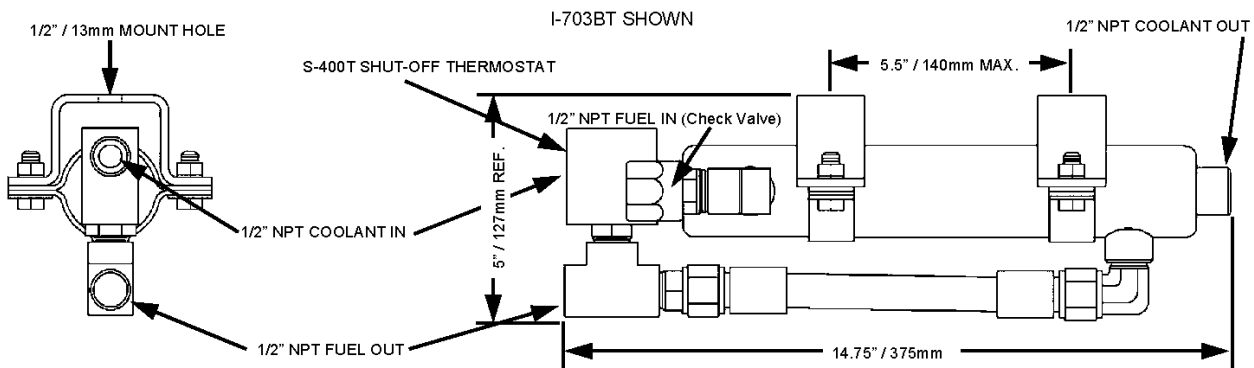 I-703BT SHOWN
1/2" / 13mm MOUNT HOLE
1/2" NPT COOLANT OUT
S-400T SHUT-OFF THERMOSTAT
5.5" / 140mm MAX.
1/2" NPT FUEL IN (Check Valve)
5" / 127mm REF.
1/2" NPT COOLANT IN
1/2" NPT FUEL OUT
14.75" / 375mm